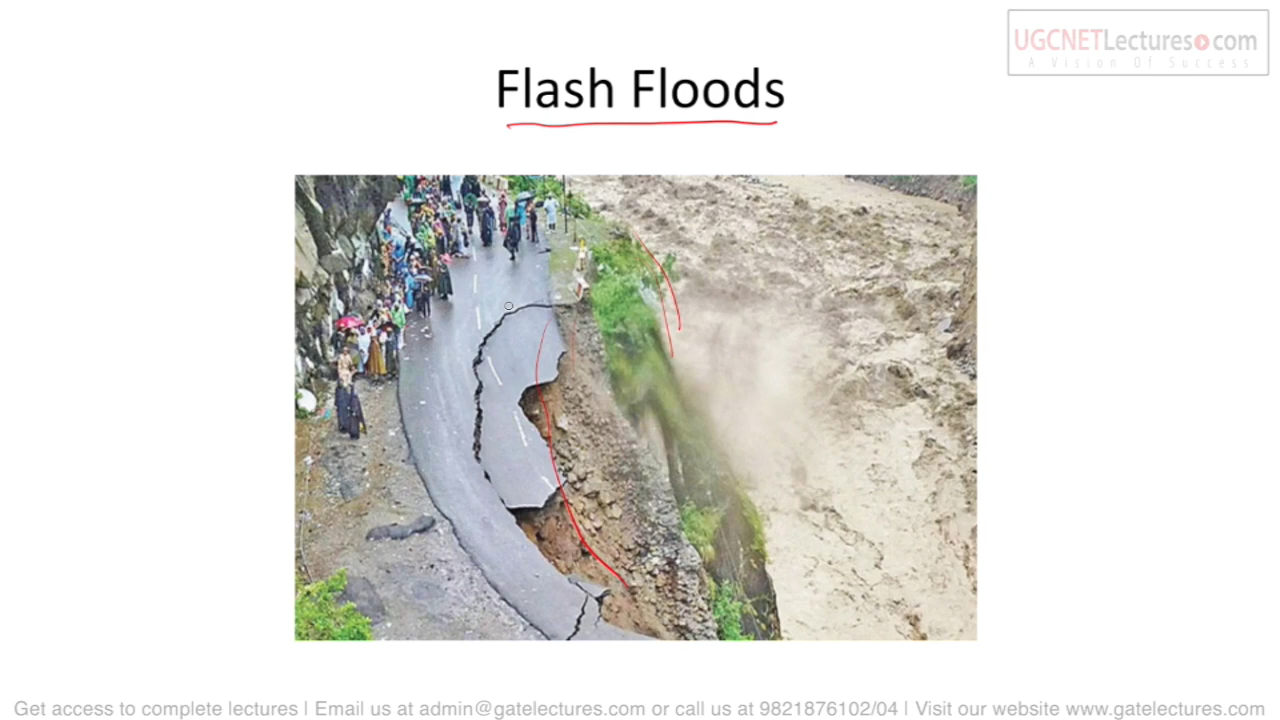 UGCNETLectures.com
A Vision Of Success
Flash Floods
Get access to complete lectures | Email us at admin@gatelectures.com or call us at 9821876102/04 | Visit our website www.gatelectures.com